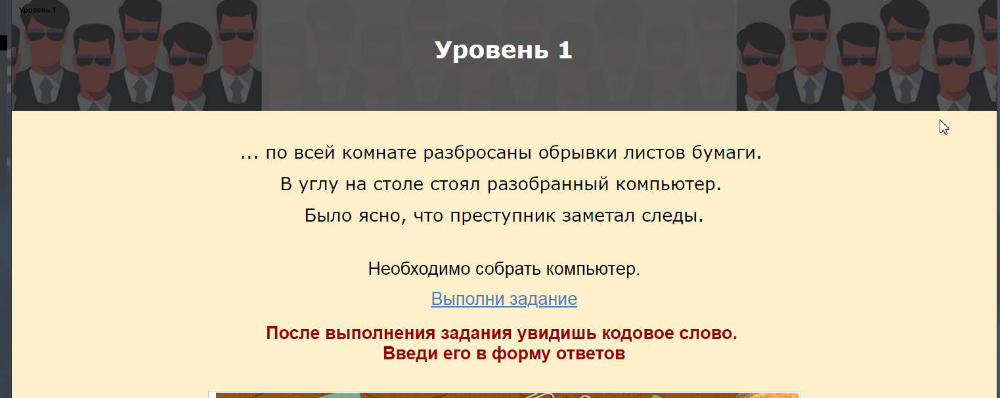 Уровень 1
Уровень 1
... по всей комнате разбросаны обрывки листов бумаги.
В углу на столе стоял разобранный компьютер.
Было ясно, что преступник заметал следы.
Необходимо собрать компьютер.
Выполни задание
После выполнения задания увидишь кодовое слово.
Введи его в форму ответов